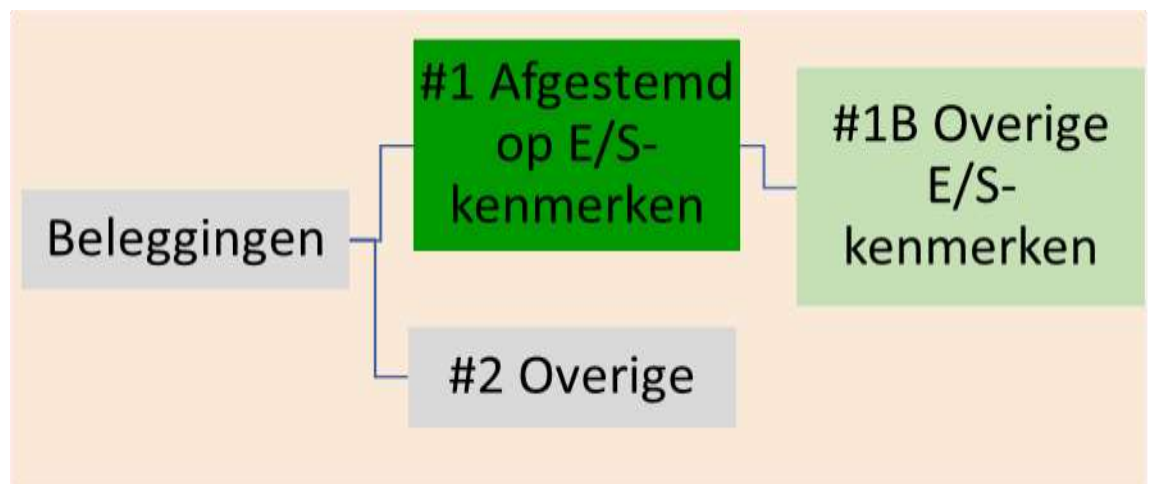 #1 Afgestemd
op E/S-
kenmerken
#1B Overige
E/S-
kenmerken
Beleggingen
#2 Overige